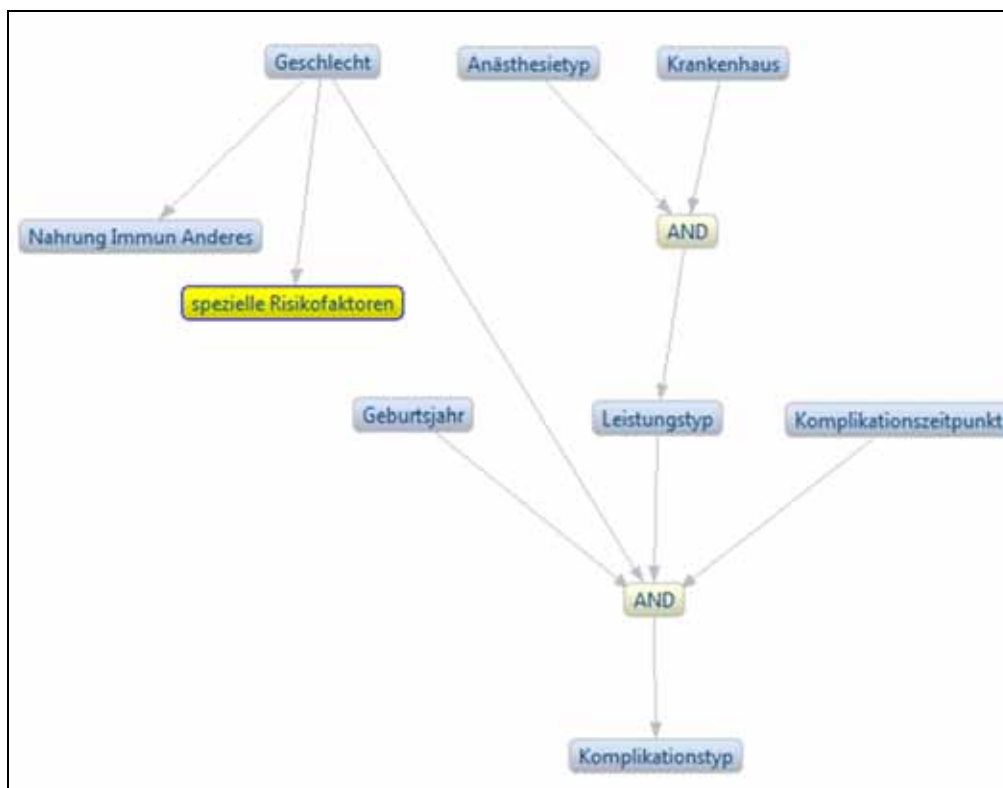 Geschlecht
Anästhesietyp
Krankenhaus
Nahrung Immun Anderes
AND
spezielle Risikofaktoren
Geburtsjahr
Leistungstyp
Komplikationszeitpunkt
AND
Komplikationstyp